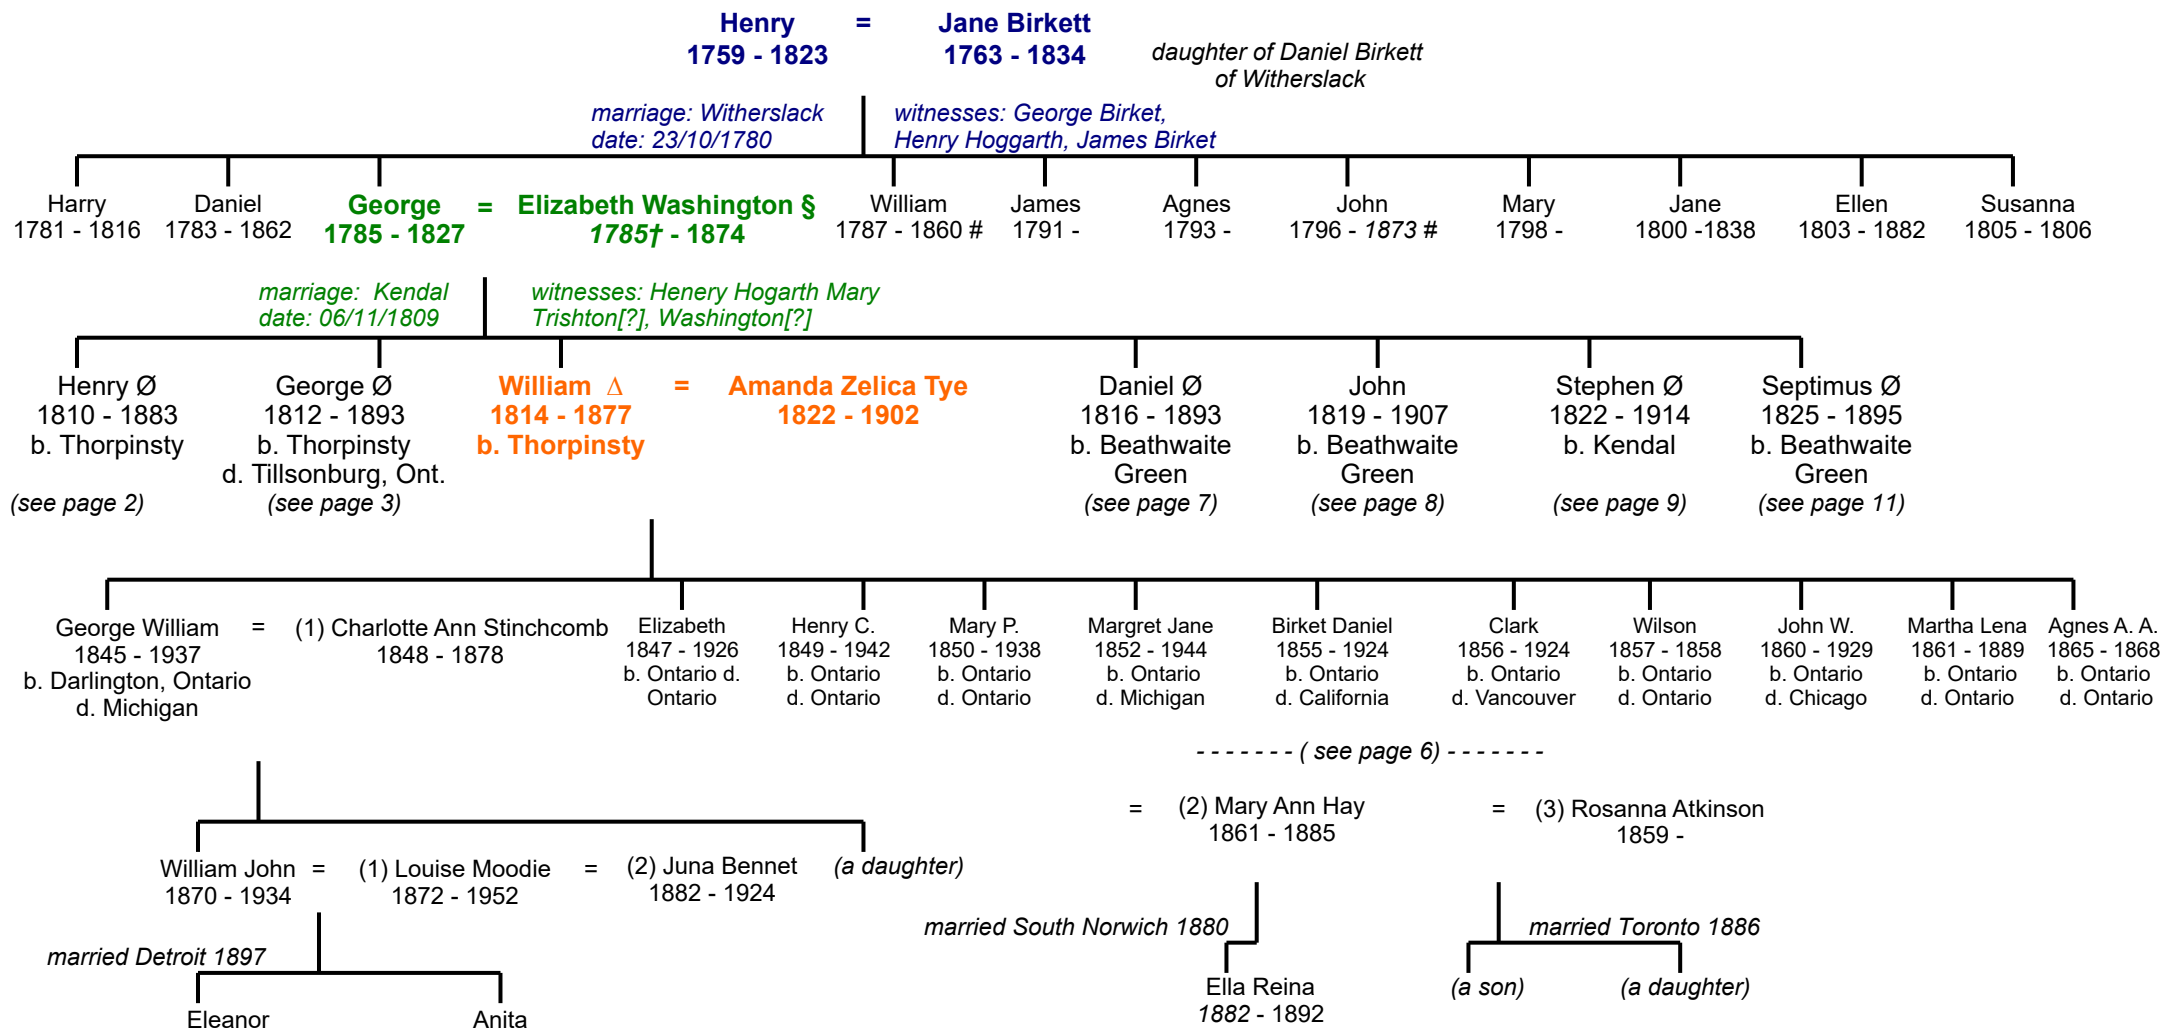 Henry = Jane Birkett
1759 - 1823 1763 - 1834
daughter of Daniel Birkett
of Witherslack
marriage: Witherslack
date: 23/10/1780
witnesses: George Birket,
Henry Hoggarth, James Birket
Harry
1781 - 1816
Daniel
1783 - 1862
George = Elizabeth Washington §
1785 - 1827 1785† - 1874
William
1787 - 1860 #
James
1791 -
Agnes
1793 -
John
1796 - 1873 #
Mary
1798 -
Jane
1800 -1838
Ellen
1803 - 1882
Susanna
1805 - 1806
marriage: Kendal
date: 06/11/1809
witnesses: Henery Hogarth Mary
Trishton[?], Washington[?]
Henry Ø
1810 - 1883
b. Thorpinsty
(see page 2)
George Ø
1812 - 1893
b. Thorpinsty
d. Tillsonburg, Ont.
(see page 3)
William Δ = Amanda Zelica Tye
1814 - 1877 1822 - 1902
b. Thorpinsty
Daniel Ø
1816 - 1893
b. Beathwaite
Green
(see page 7)
John
1819 - 1907
b. Beathwaite
Green
(see page 8)
Stephen Ø
1822 - 1914
b. Kendal
(see page 9)
Septimus Ø
1825 - 1895
b. Beathwaite
Green
(see page 11)
George William = (1) Charlotte Ann Stinchcomb
1845 - 1937 1848 - 1878
b. Darlington, Ontario
d. Michigan
Elizabeth
1847 - 1926
b. Ontario d.
Ontario
Henry C.
1849 - 1942
b. Ontario
d. Ontario
Mary P.
1850 - 1938
b. Ontario
d. Ontario
Margret Jane
1852 - 1944
b. Ontario
d. Michigan
Birket Daniel
1855 - 1924
b. Ontario
d. California
Clark
1856 - 1924
b. Ontario
d. Vancouver
Wilson
1857 - 1858
b. Ontario
d. Ontario
John W.
1860 - 1929
b. Ontario
d. Chicago
Martha Lena
1861 - 1889
b. Ontario
d. Ontario
Agnes A. A.
1865 - 1868
b. Ontario
d. Ontario
- - - - - - - ( see page 6) - - - - - - -
= (2) Mary Ann Hay = (3) Rosanna Atkinson
1861 - 1885 1859 -
William John = (1) Louise Moodie = (2) Juna Bennet (a daughter)
1870 - 1934 1872 - 1952 1882 - 1924
married South Norwich 1880 married Toronto 1886
married Detroit 1897
Ella Reina
1882 - 1892
(a son) (a daughter)
Eleanor Anita